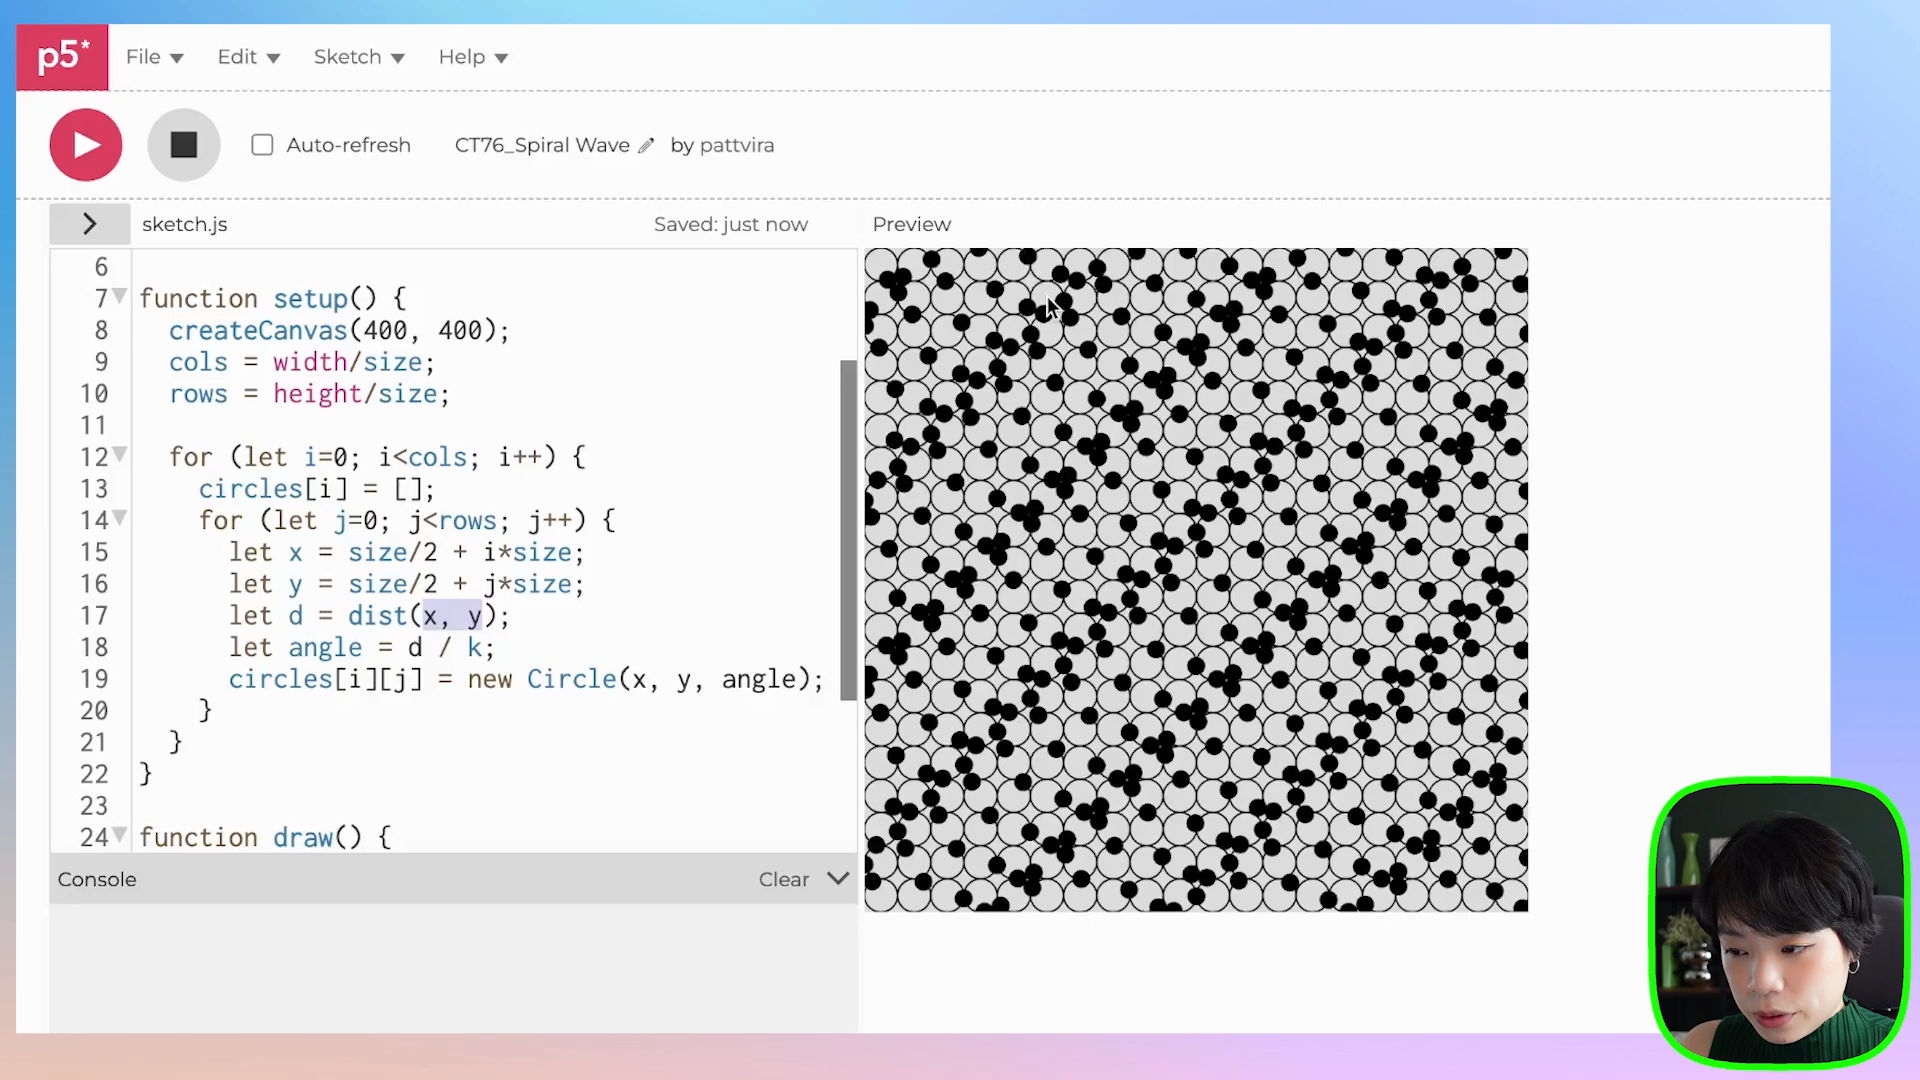 p5*
File Edit Sketch Help
Auto-refresh CT76_Spiral Wave by pattvira
sketch.js Saved: just now Preview
6
7 function setup() {
8 createCanvas(400, 400);
9 cols = width/size;
10 rows = height/size;
11
12 for (let i=0; i<cols; i++) {
13 circles[i] = [];
14 for (let j=0; j<rows; j++) {
15 let x = size/2 + i*size;
16 let y = size/2 + j*size;
17 let d = dist(x, y);
18 let angle = d / k;
19 circles[i][j] = new Circle(x, y, angle);
20 }
21 }
22 }
23
24 function draw() {
Console Clear